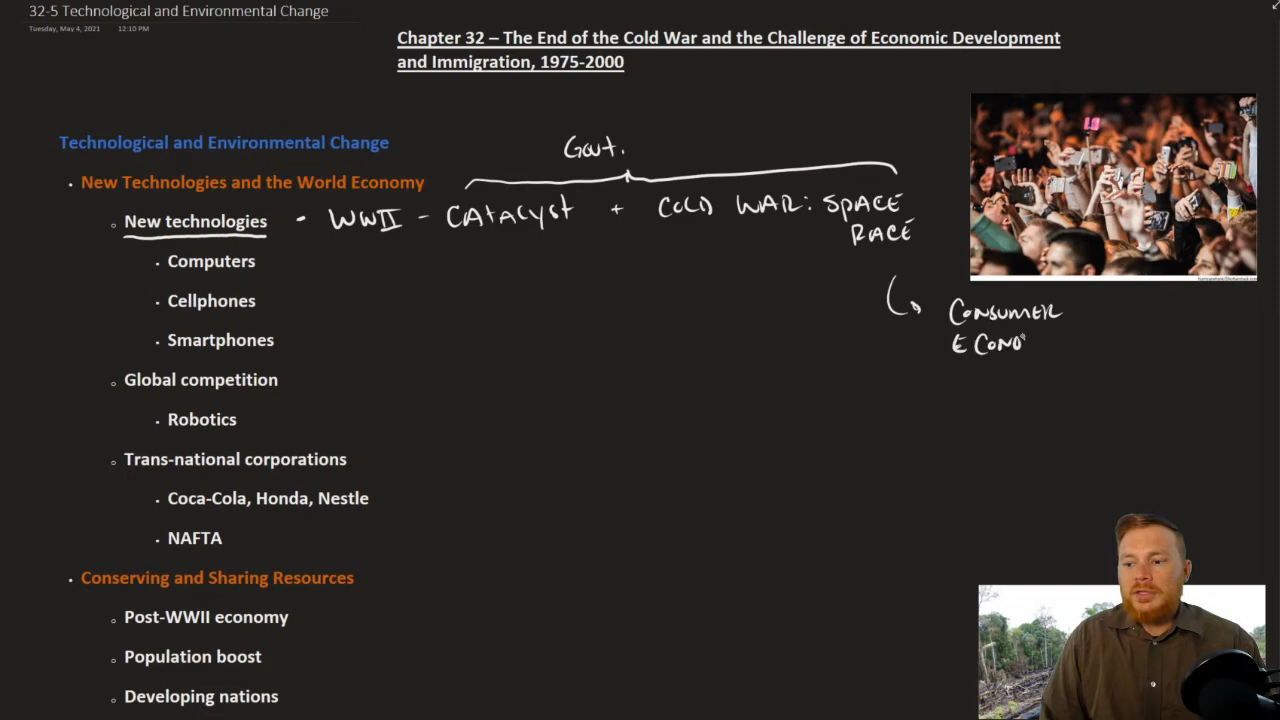 32-5 Technological and Environmental Change
Tuesday, May 4, 2021 12:10 PM
Chapter 32 – The End of the Cold War and the Challenge of Economic Development
and Immigration, 1975-2000
Technological and Environmental Change
Govt.
• New Technologies and the World Economy
○ New technologies
• WWII - CATALYST + COLD WAR: SPACE
RACE
▪ Computers
▪ Cellphones
CONSUMER
ECONO
▪ Smartphones
○ Global competition
▪ Robotics
○ Trans-national corporations
▪ Coca-Cola, Honda, Nestle
▪ NAFTA
• Conserving and Sharing Resources
○ Post-WWII economy
○ Population boost
○ Developing nations